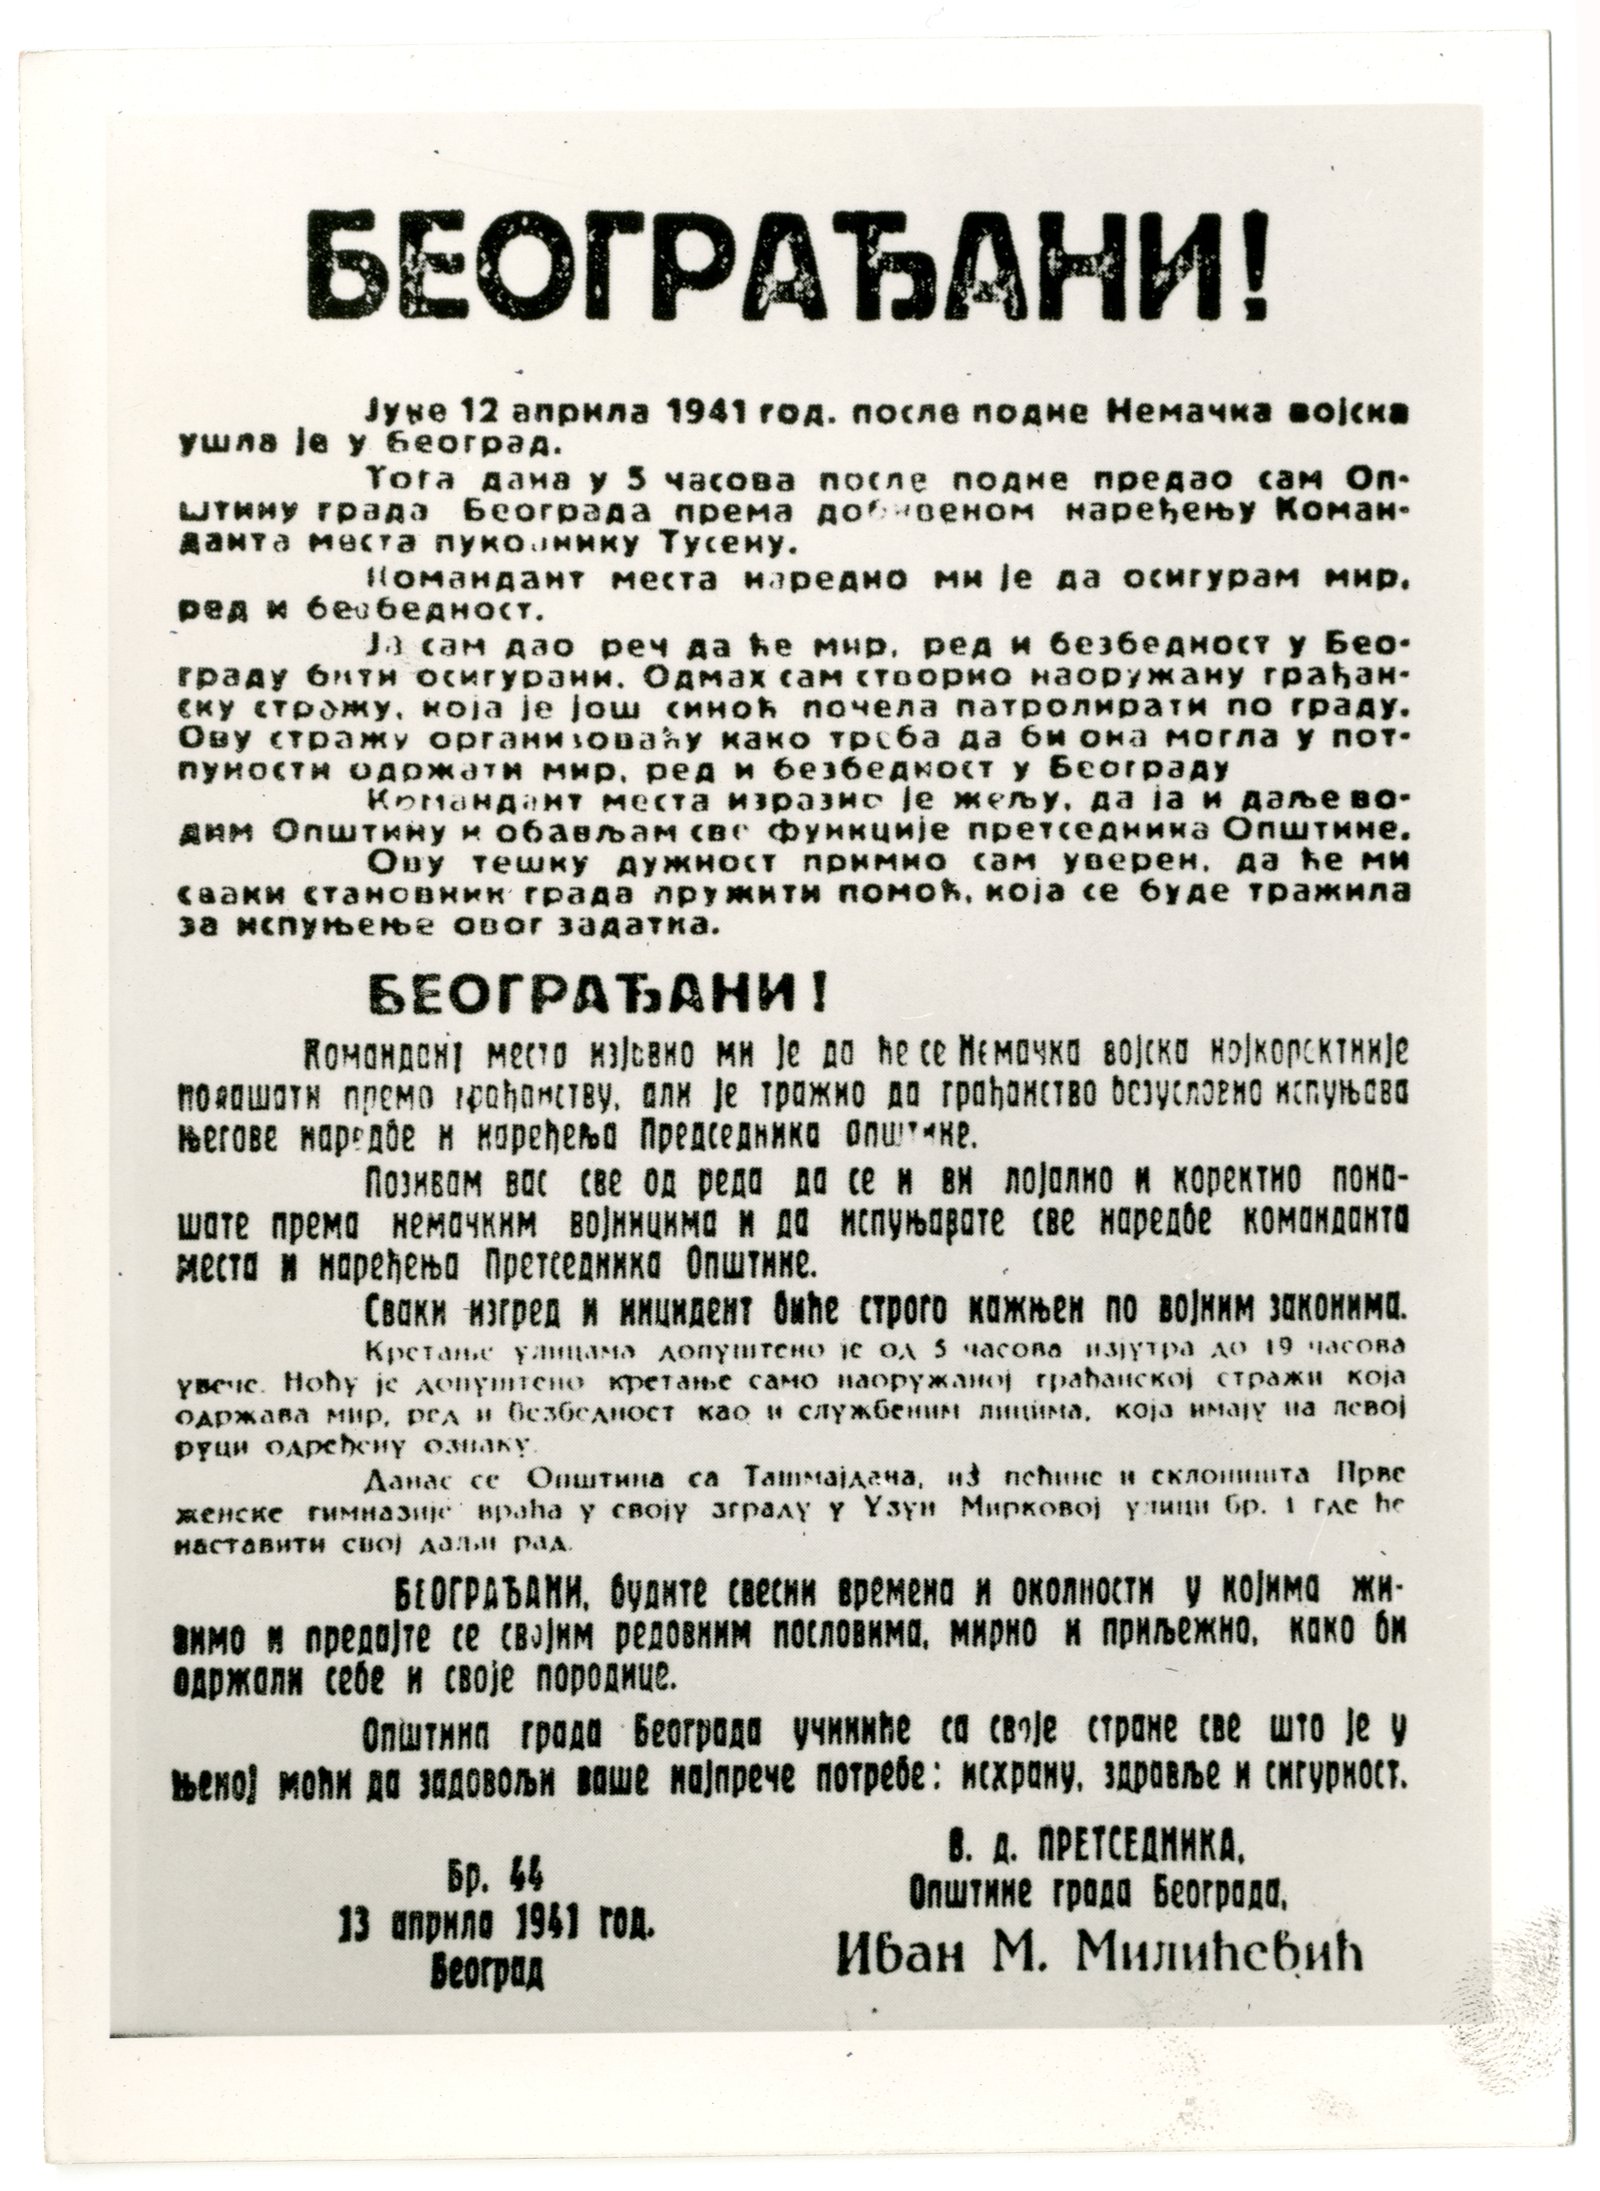 БЕОГРАЂАНИ!
Јуче 12 априла 1941 год. после подне Немачка војска
ушла је у Београд.
Тога дана у 5 часова после подне предао сам Оп-
штину града Београда према добивеном наређењу Коман-
данта места пуковнику Тусену.
Командант места наредио ми је да осигурам мир,
ред и безбедност.
Ја сам дао реч да ће мир, ред и безбедност у Бео-
граду бити осигурани. Одмах сам створио наоружану грађан-
ску стражу, која је још синоћ почела патролирати по граду.
Ову стражу организоваћу како треба да би она могла у пот-
пуности одржати мир, ред и безбедност у Београду
Командант места изразио је жељу, да ја и даље во-
дим Општину и обављам све функције претседника Општине.
Ову тешку дужност примио сам уверен, да ће ми
сваки становник града пружити помоћ, која се буде тражила
за испуњење овог задатка.
БЕОГРАЂАНИ!
Командант места изјавио ми је да ће се Немачка војска најкоректније
понашати према грађанству, али је тражио да грађанство безусловно испуњава
његове наредбе и наређења Председника општине.
Позивам вас све од реда да се и ви лојално и коректно пона-
шате према немачким војницима и да испуњавате све наредбе команданта
места и наређења Претседника Општине.
Сваки изгред и инцидент биће строго кажњен по војним законима.
Кретање улицама допуштено је од 5 часова изјутра до 19 часова
увече. Ноћу је допуштено кретање само наоружаној грађанској стражи која
одржава мир, ред и безбедност као и службеним лицима, која имају на левој
руци одређену ознаку.
Данас се Општина са Ташмајдана, из пећине и склоништа Прве
женске гимназије враћа у своју зграду у Узун Мирковој улици бр. 1 где ће
наставити свој даљи рад.
БЕОГРАЂАНИ, будите свесни времена и околности у којима жи-
вимо и предајте се својим редовним пословима, мирно и приљежно, како би
одржали себе и своје породице.
Општина града Београда учиниће са своје стране све што је у
њеној моћи да задовољи ваше најпрече потребе: исхрану, здравље и сигурност.
Бр. 44
13 априла 1941 год.
Београд
В. д. ПРЕТСЕДНИКА,
Општине града Београда,
Иван М. Милићевић